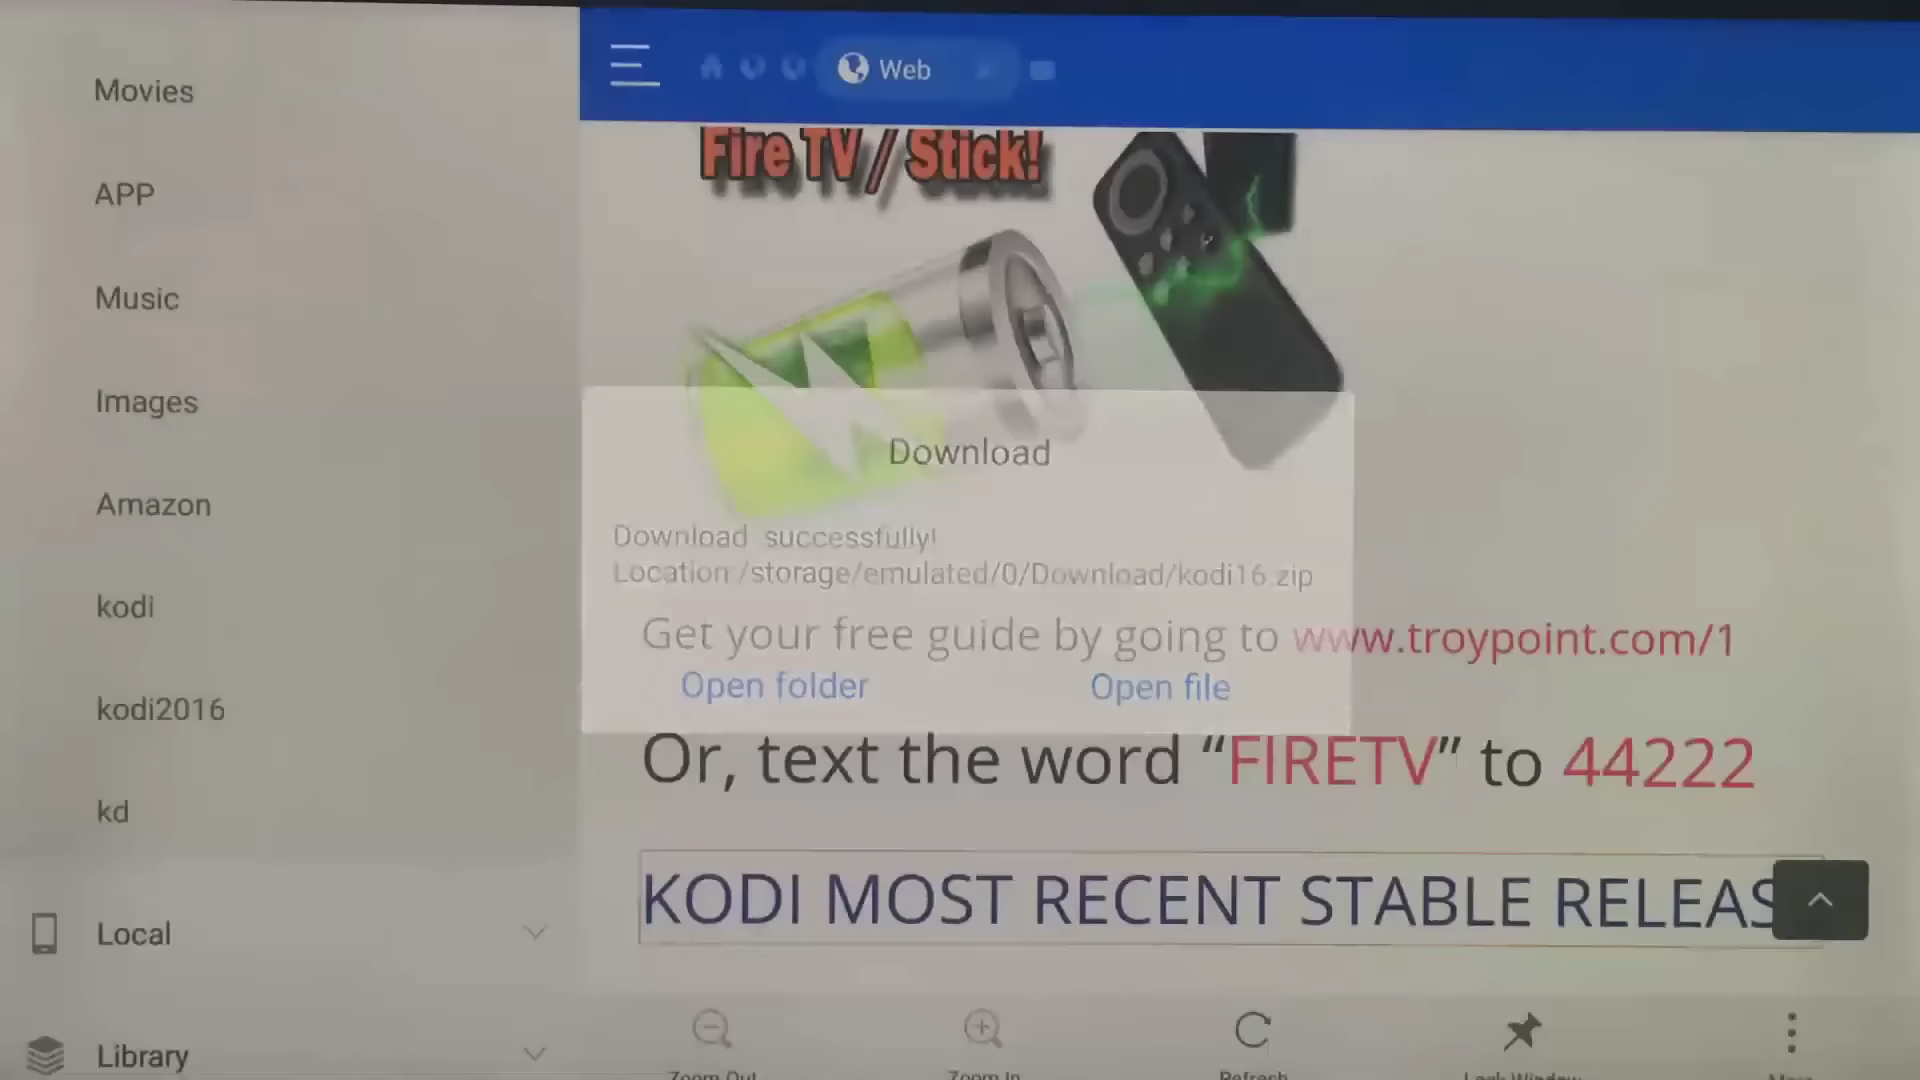 Movies
APP
Music
Images
Amazon
kodi
kodi2016
kd
Local
Library
Web
Fire TV / Stick!
Download
Download successfully!
Location:/storage/emulated/0/Download/kodi16.zip
Get your free guide by going to www.troypoint.com/1
Open folder
Open file
Or, text the word “FIRETV” to 44222
KODI MOST RECENT STABLE RELEAS
Zoom Out
Zoom In
Refresh
Lock Window